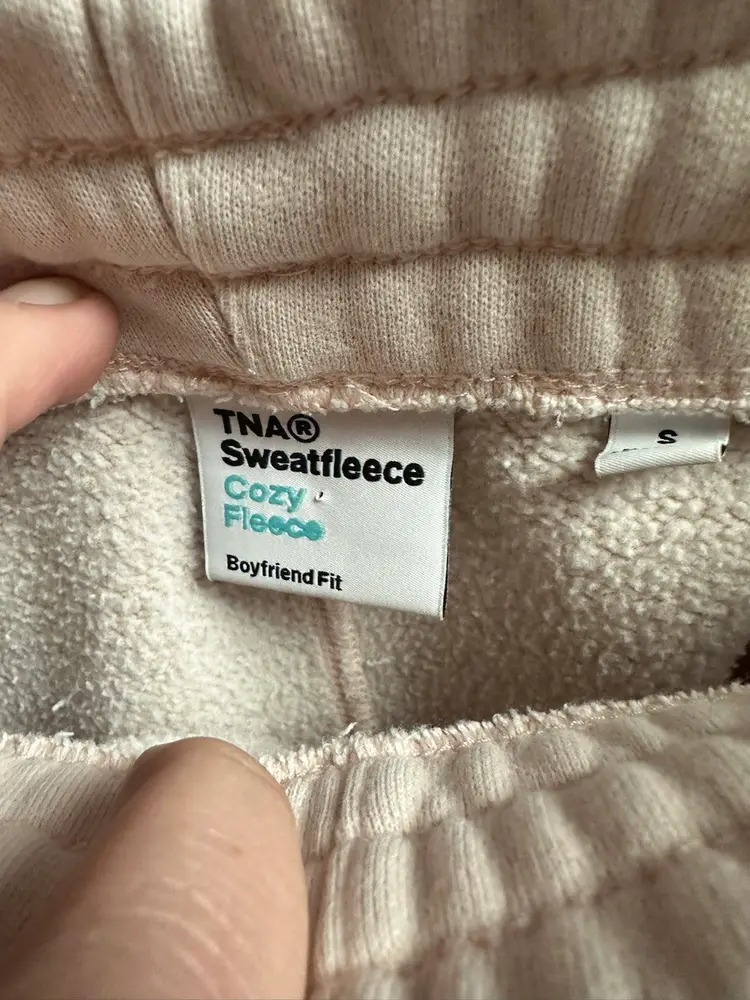 TNA®
Sweatfleece
Cozy
Fleece
Boyfriend Fit
S